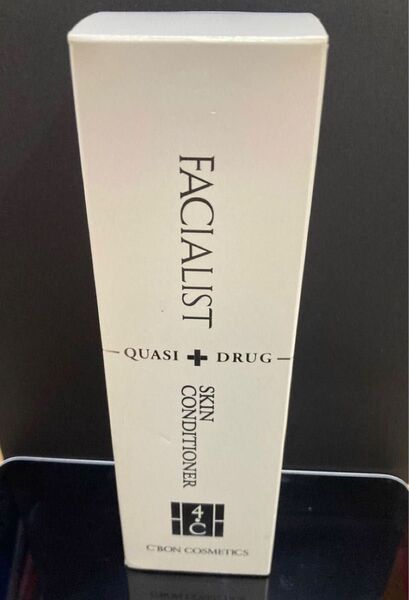 FACIALIST
QUASI + DRUG
SKIN
CONDITIONER
4
C
C'BON COSMETICS